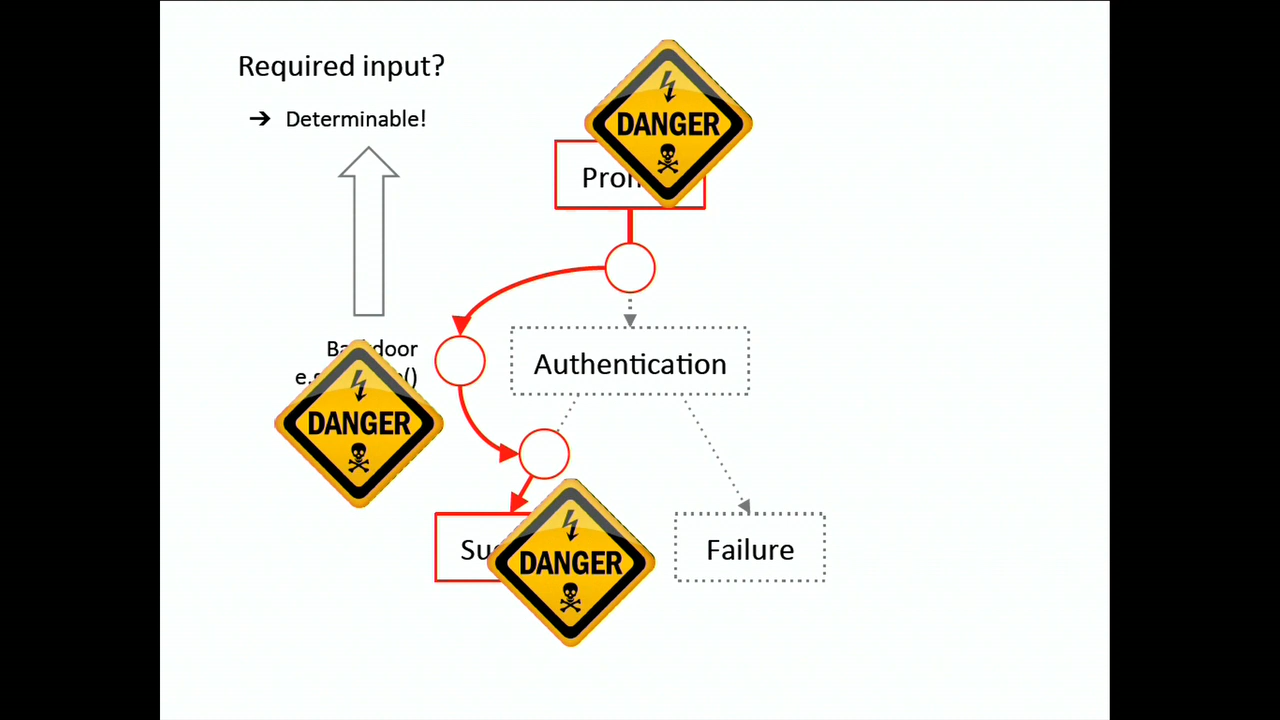 Required input?
➔ Determinable!
DANGER
Authentication
DANGER
DANGER
Failure